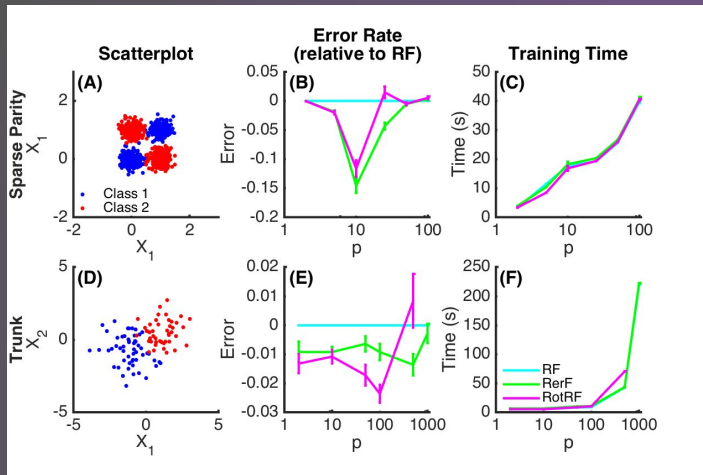 Scatterplot
Error Rate
(relative to RF)
Training Time
Sparse Parity
(A)
X1
2
0
-2
Class 1
Class 2
-2
0
2
X1
(B)
Error
0.05
0
-0.05
-0.1
-0.15
-0.2
1
10
100
p
(C)
Time (s)
50
40
30
20
10
0
1
10
100
p
Trunk
(D)
X2
5
0
-5
-5
0
5
X1
(E)
Error
0.02
0.01
0
-0.01
-0.02
-0.03
1
10
100
1000
p
(F)
Time (s)
250
200
150
100
50
0
RF
RerF
RotRF
1
10
100
1000
p